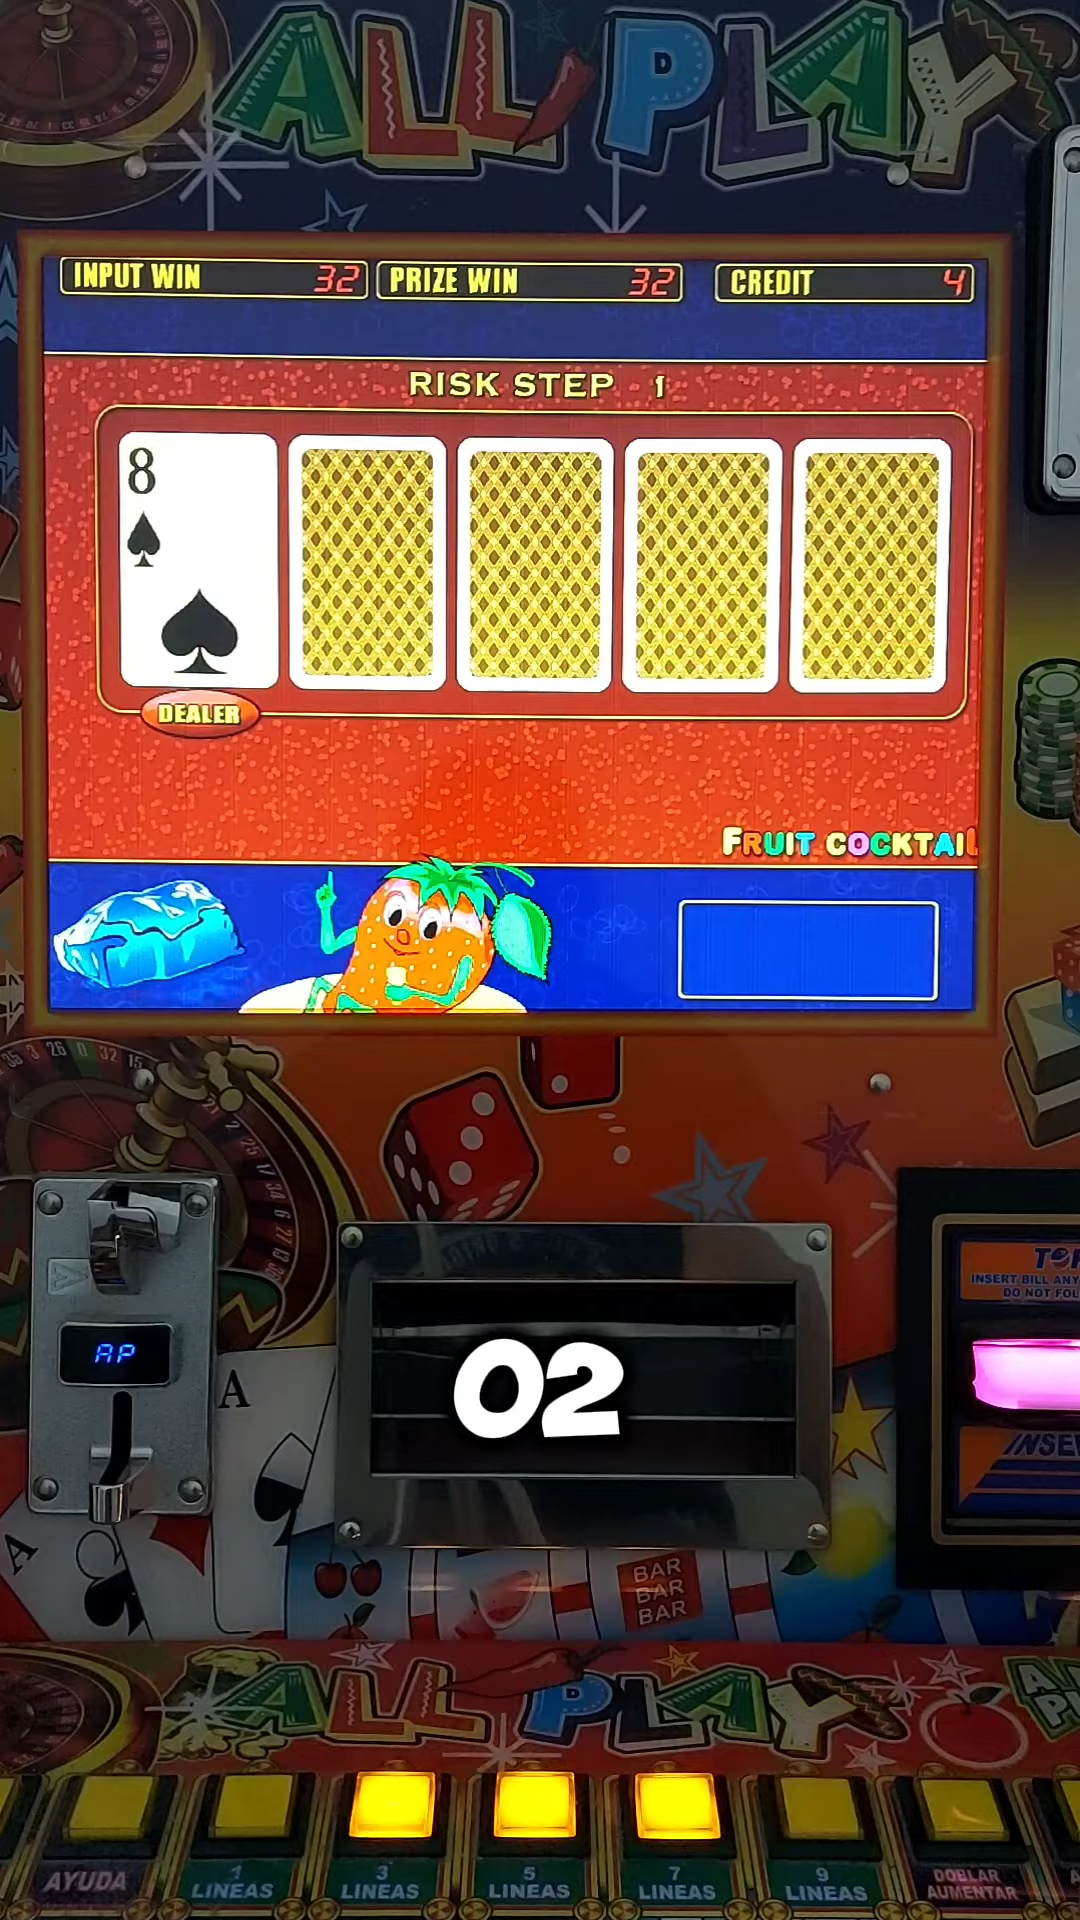 ALL PLAY
INPUT WIN 32 PRIZE WIN 32 CREDIT 4
RISK STEP - 1
8
DEALER
FRUIT COCKTAIL
INSERT BILL ANY
DO NOT FOL
AP
A
02
INSE
A
BAR
BAR
BAR
ALL PLAY
AYUDA
1
LINEAS
3
LINEAS
5
LINEAS
7
LINEAS
9
LINEAS
DOBLAR
AUMENTAR